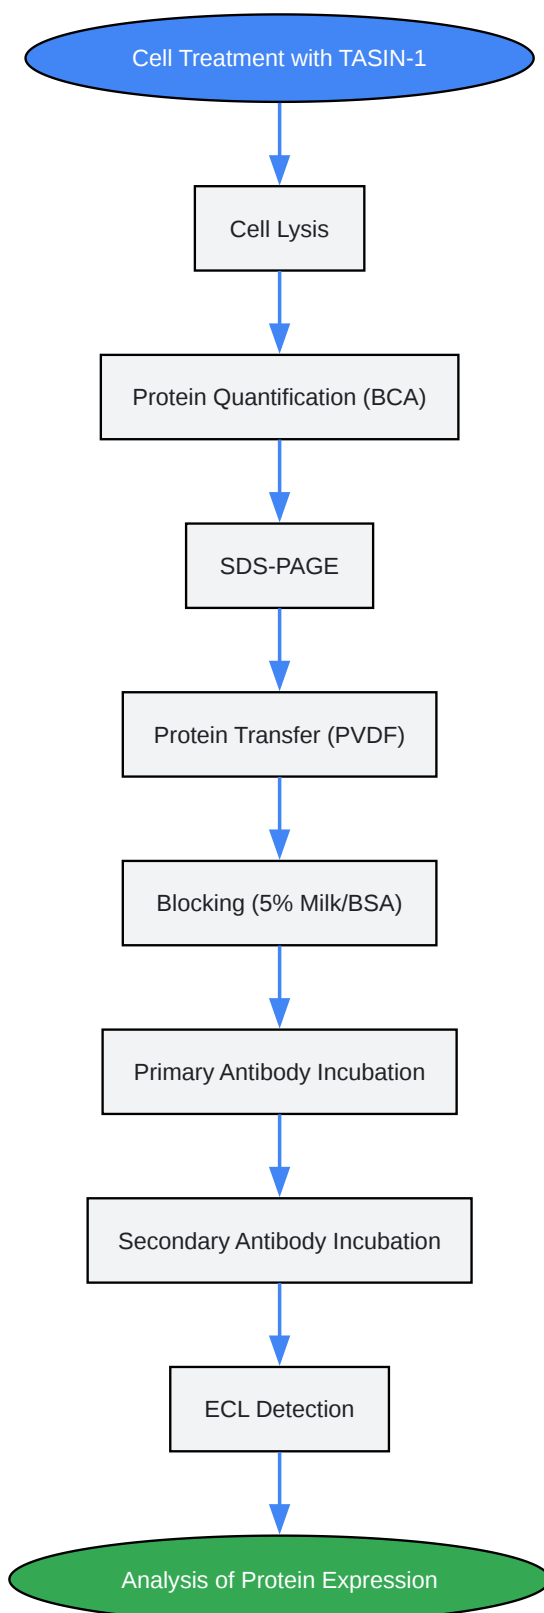 Cell Treatment with TASIN-1
Cell Lysis
Protein Quantification (BCA)
SDS-PAGE
Protein Transfer (PVDF)
Blocking (5% Milk/BSA)
Primary Antibody Incubation
Secondary Antibody Incubation
ECL Detection
Analysis of Protein Expression